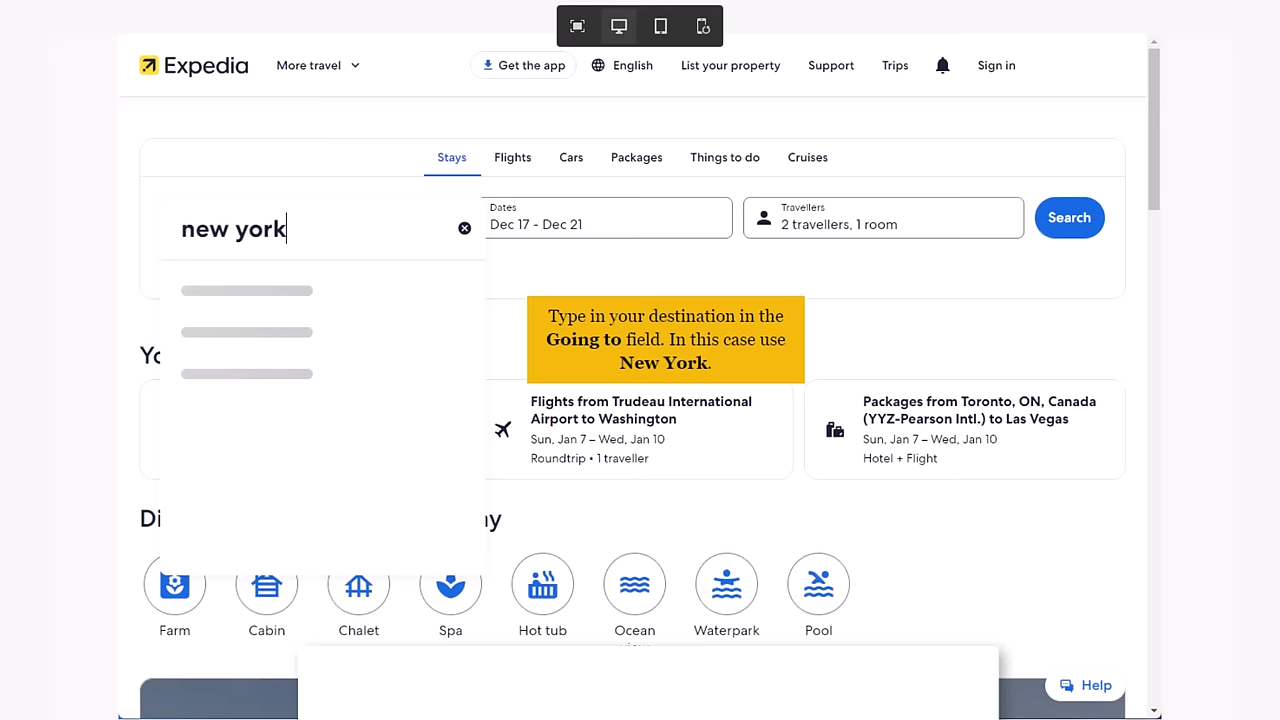 Expedia
More travel
Get the app
English
List your property
Support
Trips
Sign in
Stays
Flights
Cars
Packages
Things to do
Cruises
new york
Dates
Dec 17 - Dec 21
Travellers
2 travellers, 1 room
Search
Type in your destination in the
Going to field. In this case use
New York.
Flights from Trudeau International
Airport to Washington
Sun, Jan 7 – Wed, Jan 10
Roundtrip • 1 traveller
Packages from Toronto, ON, Canada
(YYZ-Pearson Intl.) to Las Vegas
Sun, Jan 7 – Wed, Jan 10
Hotel + Flight
Farm
Cabin
Chalet
Spa
Hot tub
Ocean
Waterpark
Pool
Help